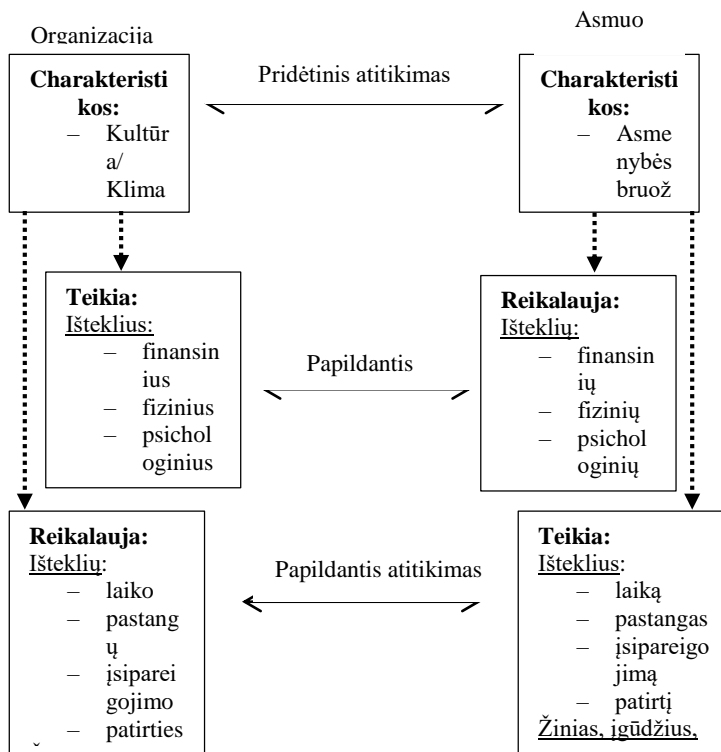 Organizacija
Asmuo
Charakteristi
kos:
– Kultūr
a/
Klima
Pridėtinis atitikimas
Charakteristi
kos:
– Asme
nybės
bruož
Teikia:
Išteklius:
– finansin
ius
– fizinius
– psichol
oginius
Papildantis
Reikalauja:
Išteklių:
– finansin
ių
– fizinių
– psichol
oginių
Reikalauja:
Išteklių:
– laiko
– pastang
ų
– įsiparei
gojimo
– patirties
Papildantis atitikimas
Teikia:
Išteklius:
– laiką
– pastangas
– įsipareigo
jimą
– patirtį
Žinias, įgūdžius,